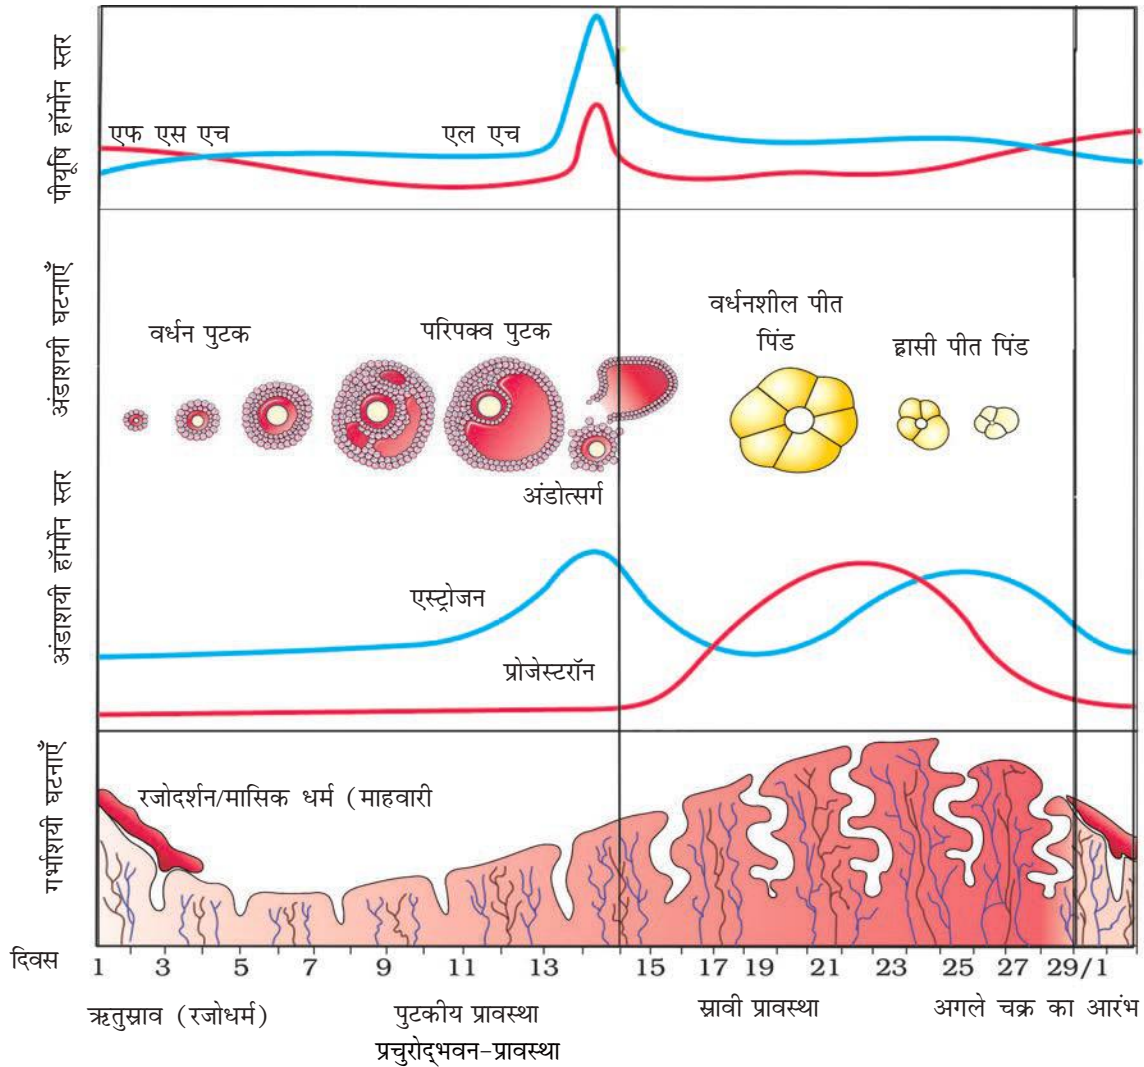 पीयूषि हॉर्मोन स्तर
एफ एस एच
एल एच
अंडाशयी घटनाएँ
वर्धन पुटक
परिपक्व पुटक
वर्धनशील पीत
पिंड
ह्रासी पीत पिंड
अंडोत्सर्ग
अंडाशयी हॉर्मोन स्तर
एस्ट्रोजन
प्रोजेस्टरॉन
गर्भाशयी घटनाएँ
रजोदर्शन/मासिक धर्म (माहवारी
दिवस 1 3 5 7 9 11 13 15 17 19 21 23 25 27 29/1
ऋतुस्राव (रजोधर्म) पुटकीय प्रावस्था स्रावी प्रावस्था अगले चक्र का आरंभ
प्रचुरोद्भवन-प्रावस्था